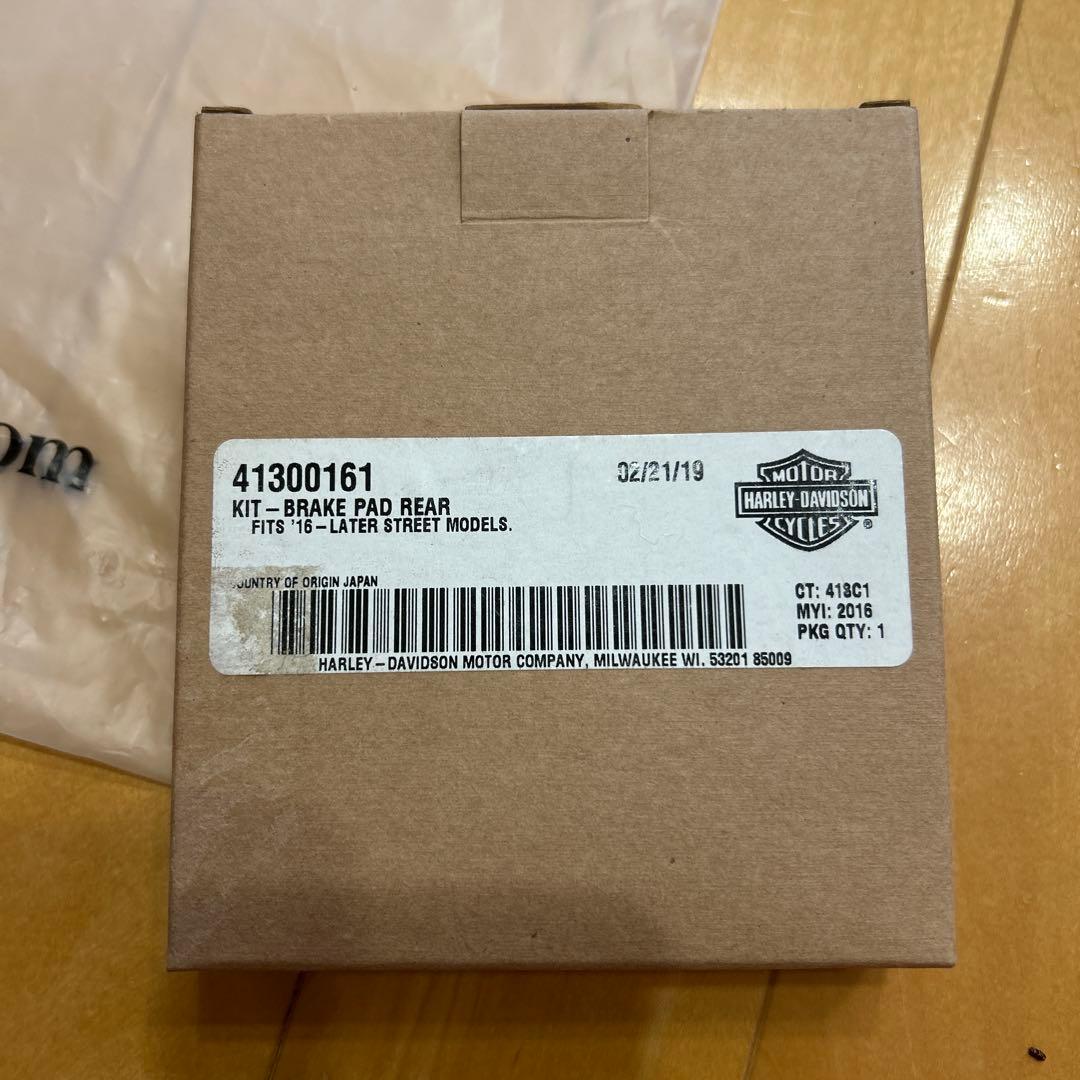 41300161
02/21/19
KIT – BRAKE PAD REAR
FITS '16 – LATER STREET MODELS.
MOTOR
HARLEY-DAVIDSON
CYCLES ®
OF ORIGIN JAPAN
CT: 413C1
MYI: 2016
PKG QTY: 1
HARLEY – DAVIDSON MOTOR COMPANY, MILWAUKEE WI. 53201 85009
om